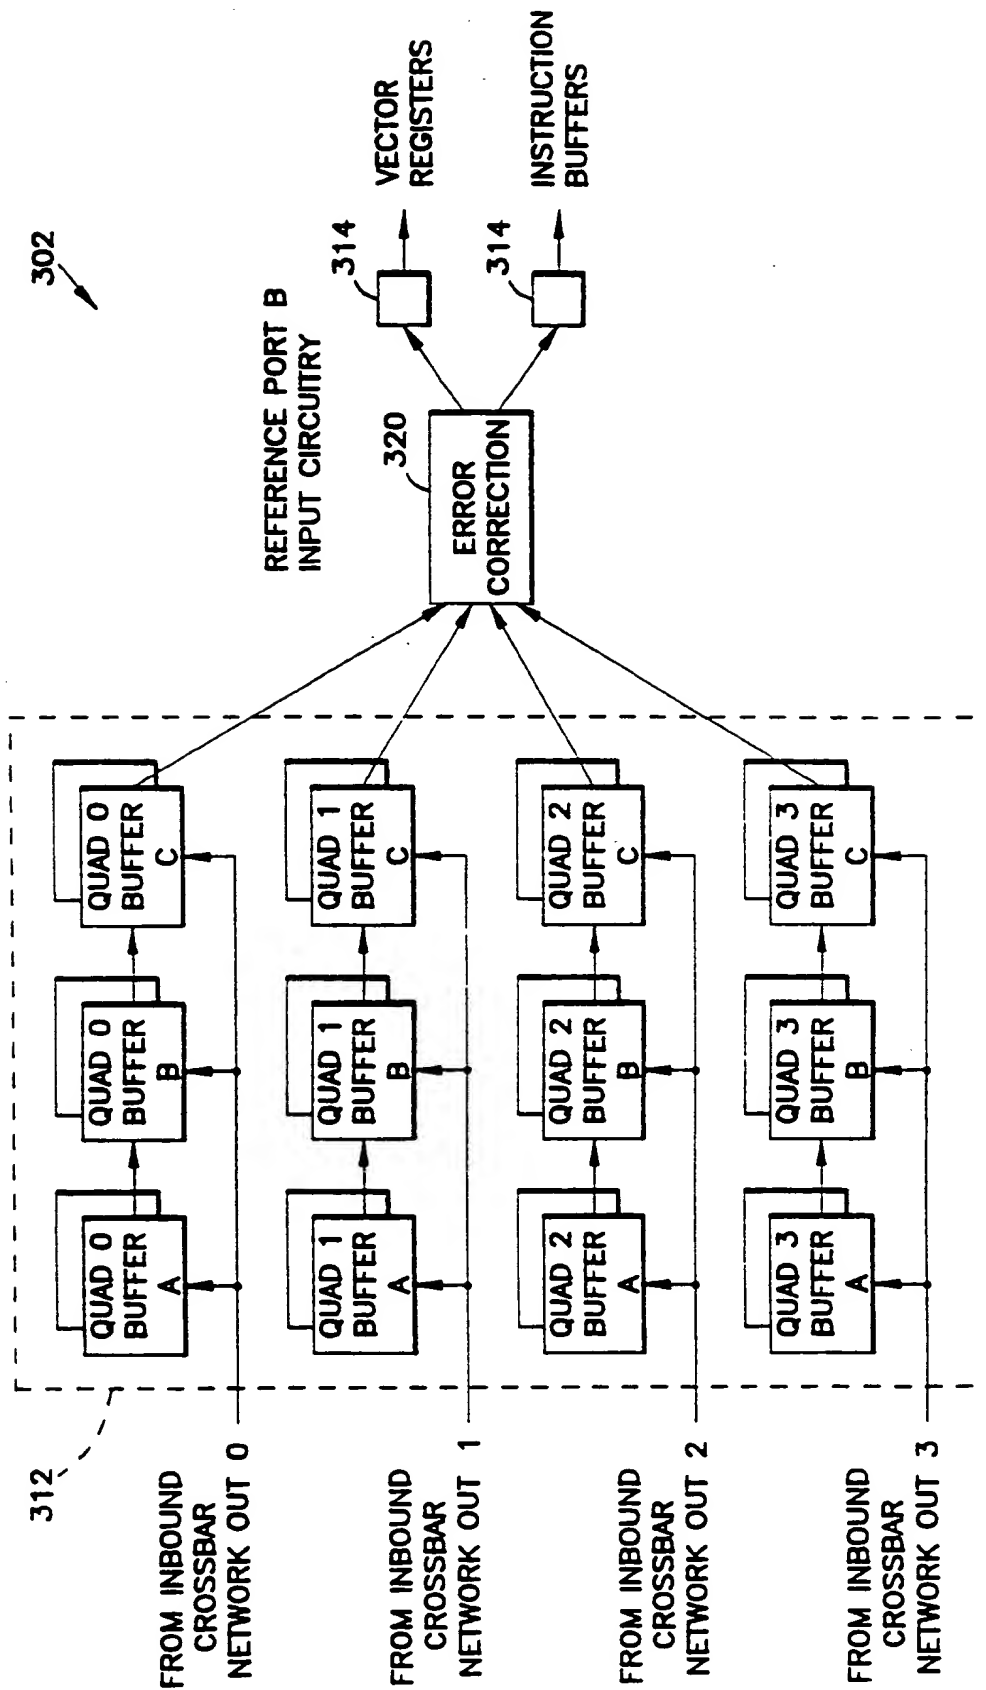 302
REFERENCE PORT B
INPUT CIRCUITRY
312
FROM INBOUND
CROSSBAR
NETWORK OUT 0
QUAD 0
BUFFER
A
QUAD 0
BUFFER
B
QUAD 0
BUFFER
C
FROM INBOUND
CROSSBAR
NETWORK OUT 1
QUAD 1
BUFFER
A
QUAD 1
BUFFER
B
QUAD 1
BUFFER
C
FROM INBOUND
CROSSBAR
NETWORK OUT 2
QUAD 2
BUFFER
A
QUAD 2
BUFFER
B
QUAD 2
BUFFER
C
FROM INBOUND
CROSSBAR
NETWORK OUT 3
QUAD 3
BUFFER
A
QUAD 3
BUFFER
B
QUAD 3
BUFFER
C
320
ERROR
CORRECTION
314
VECTOR
REGISTERS
314
INSTRUCTION
BUFFERS